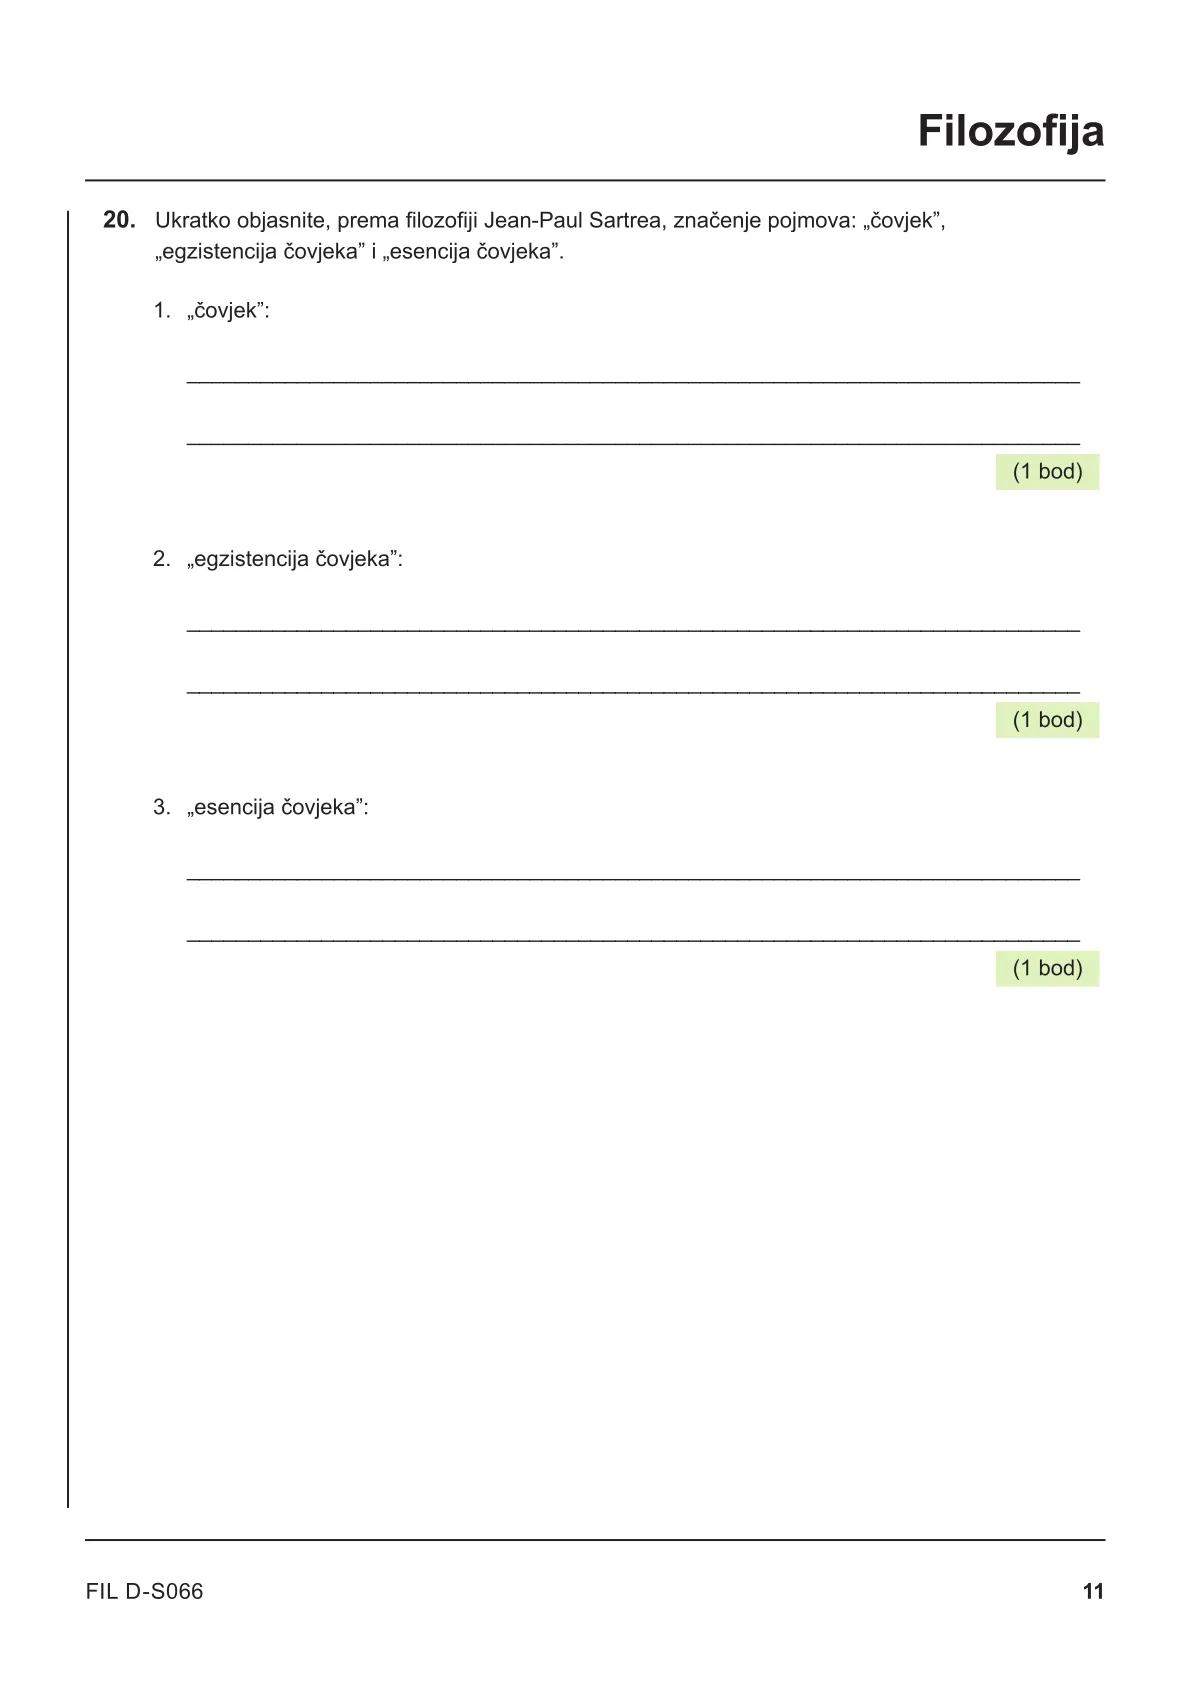 Filozofija
20. Ukratko objasnite, prema filozofiji Jean-Paul Sartrea, značenje pojmova: „čovjek”,
„egzistencija čovjeka” i „esencija čovjeka”.
1. „čovjek”:
(1 bod)
2. „egzistencija čovjeka”:
(1 bod)
3. „esencija čovjeka”:
(1 bod)
FIL D-S066
11